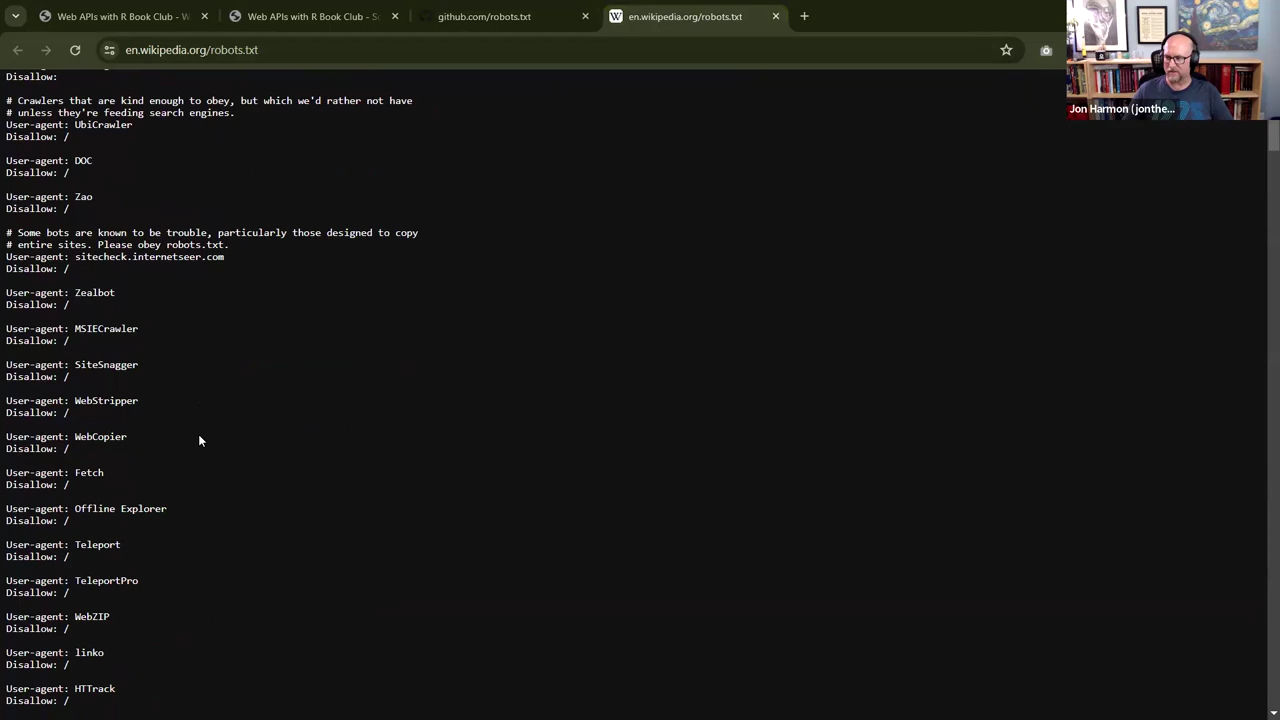 Web APIs with R Book Club - W
Web APIs with R Book Club - S
github.com/robots.txt
en.wikipedia.org/robots.txt
en.wikipedia.org/robots.txt
Jon Harmon (jonthe...
Disallow:
# Crawlers that are kind enough to obey, but which we'd rather not have
# unless they're feeding search engines.
User-agent: UbiCrawler
Disallow: /
User-agent: DOC
Disallow: /
User-agent: Zao
Disallow: /
# Some bots are known to be trouble, particularly those designed to copy
# entire sites. Please obey robots.txt.
User-agent: sitecheck.internetseer.com
Disallow: /
User-agent: Zealbot
Disallow: /
User-agent: MSIECrawler
Disallow: /
User-agent: SiteSnagger
Disallow: /
User-agent: WebStripper
Disallow: /
User-agent: WebCopier
Disallow: /
User-agent: Fetch
Disallow: /
User-agent: Offline Explorer
Disallow: /
User-agent: Teleport
Disallow: /
User-agent: TeleportPro
Disallow: /
User-agent: WebZIP
Disallow: /
User-agent: linko
Disallow: /
User-agent: HTTrack
Disallow: /